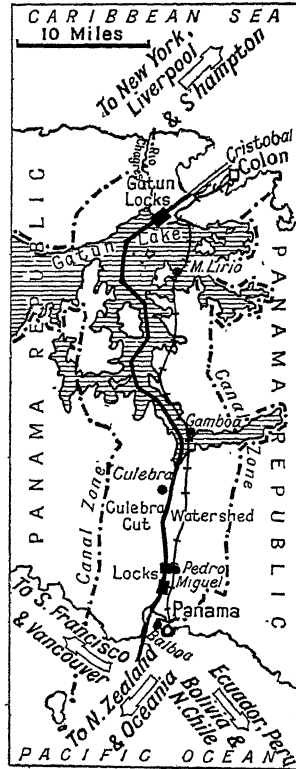 CARIBBEAN SEA
10 Miles
To New York,
Liverpool
& S'hampton
Cristobal
Colon
Rio
Chagres
Gatun
Locks
Gatun Lake
M. Lirio
PANAMA REPUBLIC
PANAMA REPUBLIC
Canal Zone
Gamboa
Culebra
Culebra
Cut
Watershed
Canal Zone
Locks
Pedro
Miguel
Panama
Balboa
To S. Francisco
& Vancouver
To N. Zealand
& Oceania
Ecuador, Peru
Bolivia &
N. Chile
PACIFIC OCEAN